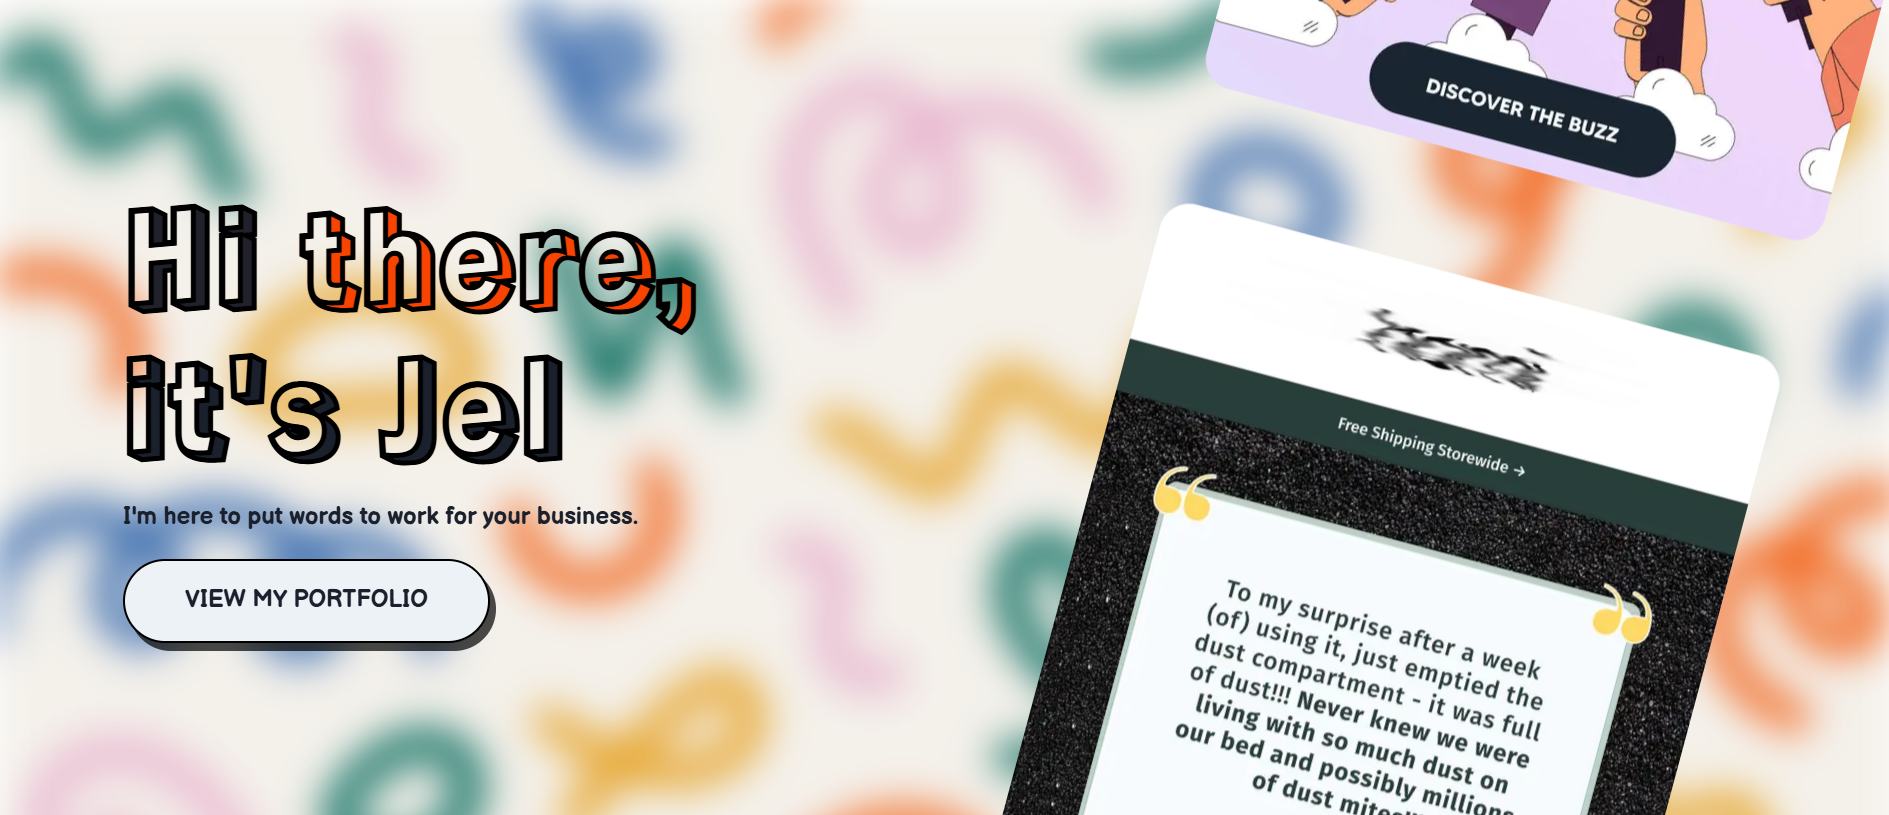 Hi there,
it's Jel
I'm here to put words to work for your business.
VIEW MY PORTFOLIO
DISCOVER THE BUZZ
Free Shipping Storewide →
To my surprise after a week
(of) using it, just emptied the
dust compartment - it was full
of dust!!! Never knew we were
living with so much dust on
our bed and possibly millions
of dust